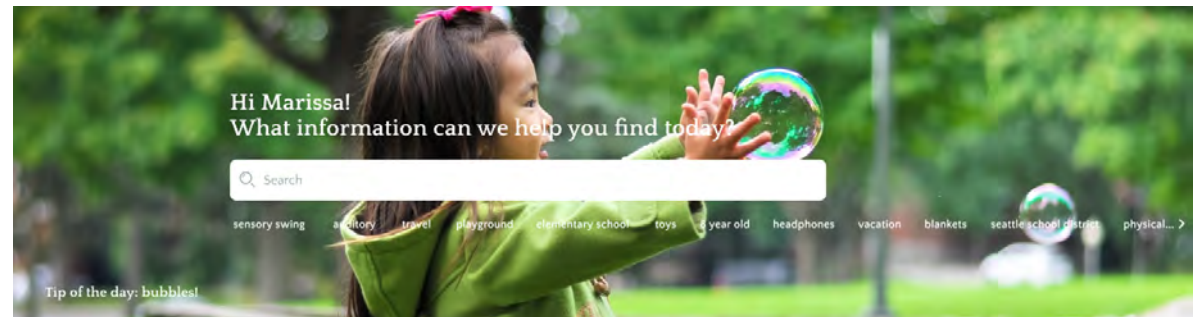 Hi Marissa!
What information can we help you find today?
Search
sensory swing auditory travel playground elementary school toys 6 year old headphones vacation blankets seattle school district physical... >
Tip of the day: bubbles!